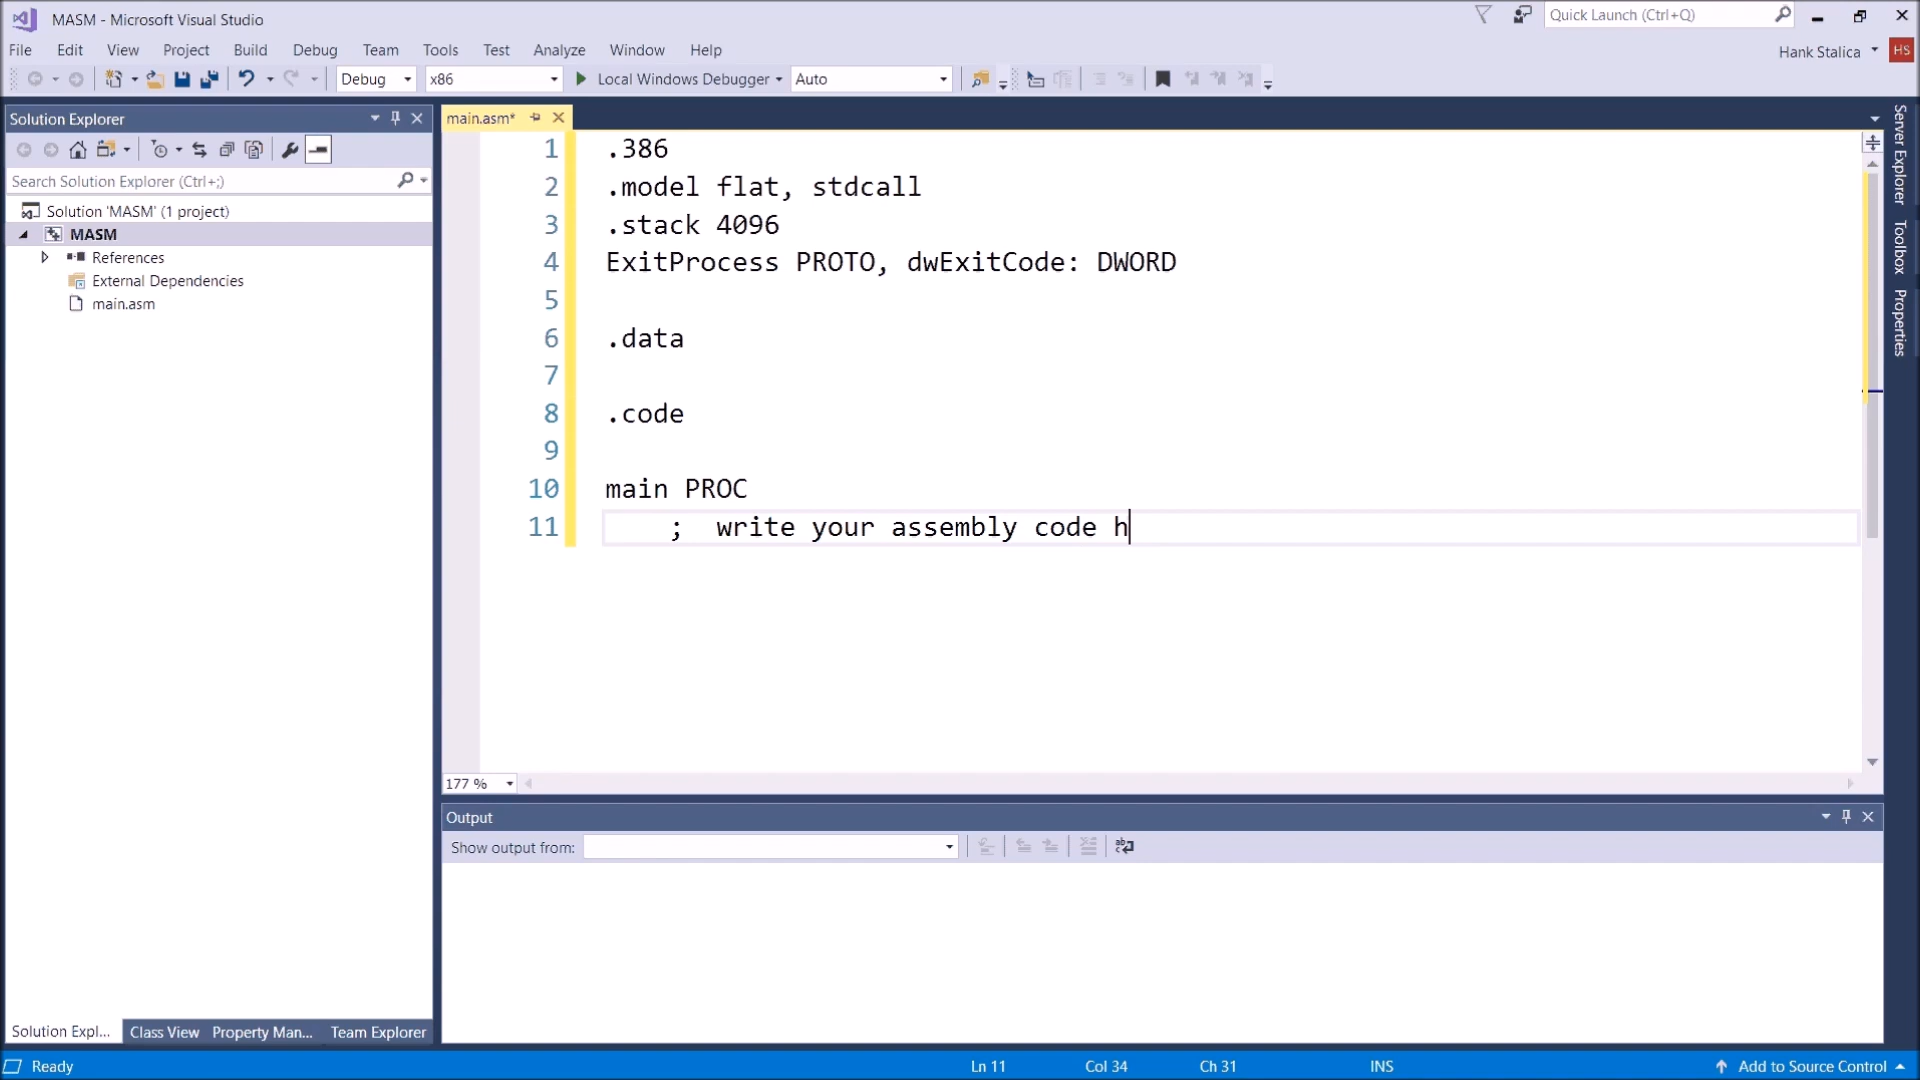 MASM - Microsoft Visual Studio
Quick Launch (Ctrl+Q)
File Edit View Project Build Debug Team Tools Test Analyze Window Help
Hank Stalica HS
Debug x86 Local Windows Debugger Auto
Solution Explorer
Search Solution Explorer (Ctrl+;)
Solution 'MASM' (1 project)
MASM
References
External Dependencies
main.asm
Solution Expl... Class View Property Man... Team Explorer
main.asm*
1 .386
2 .model flat, stdcall
3 .stack 4096
4 ExitProcess PROTO, dwExitCode: DWORD
5
6 .data
7
8 .code
9
10 main PROC
11 ; write your assembly code h
177 %
Output
Show output from:
Server Explorer
Toolbox
Properties
Ready Ln 11 Col 34 Ch 31 INS Add to Source Control